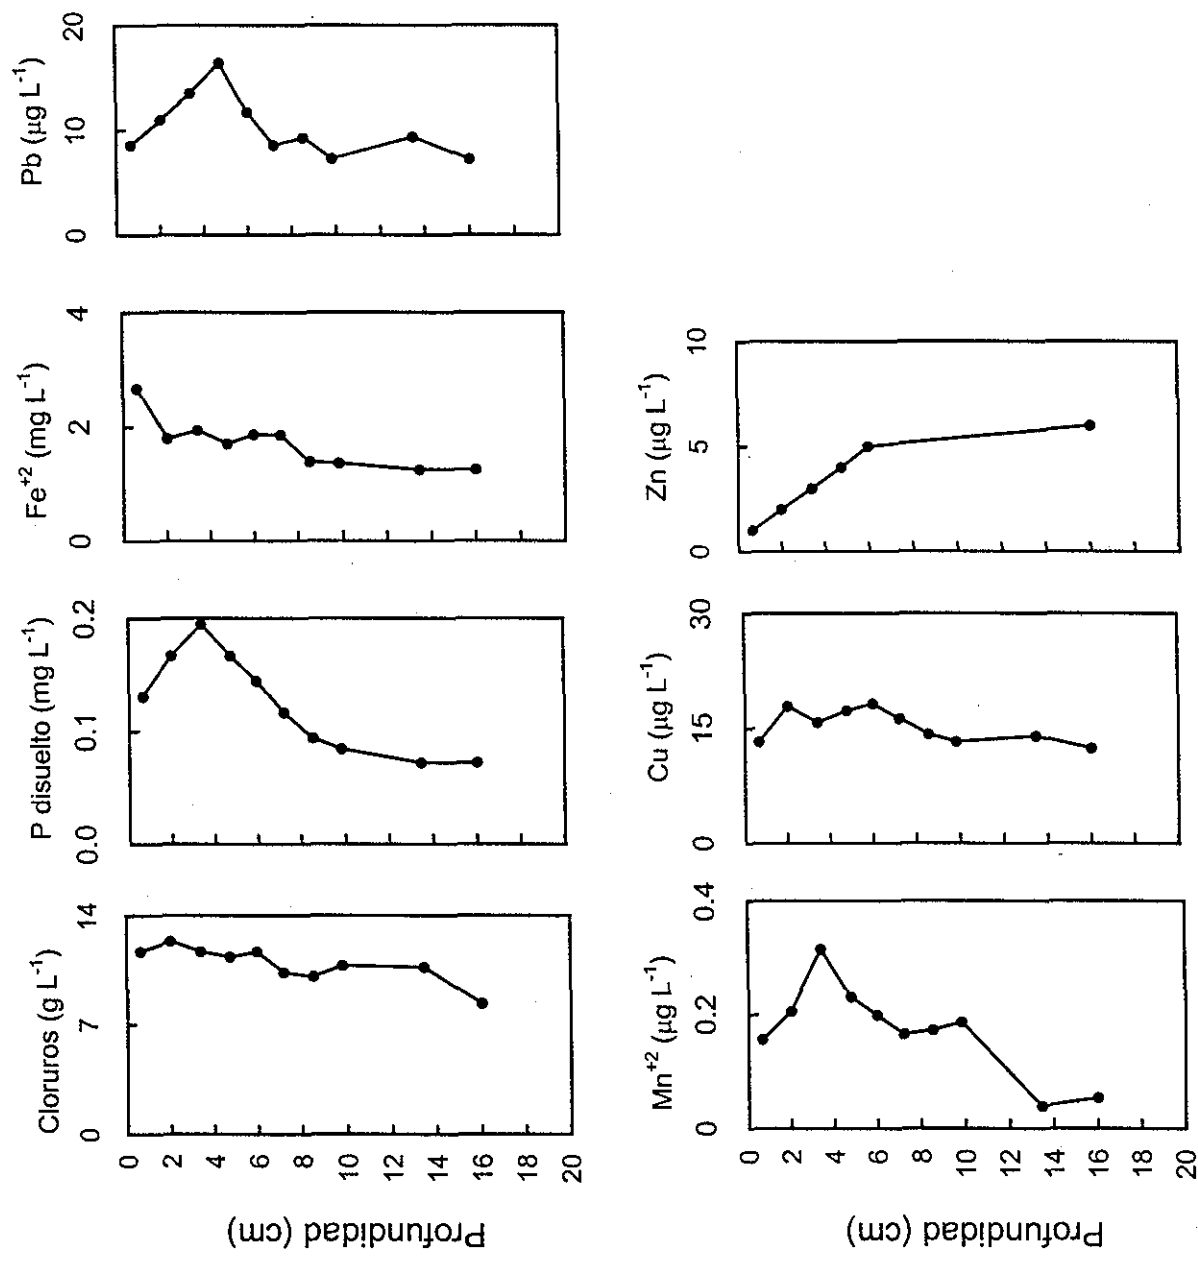 Cloruros (g L⁻¹)
P disuelto (mg L⁻¹)
Fe⁺² (mg L⁻¹)
Pb (µg L⁻¹)
0 7 14
0.0 0.1 0.2
0 2 4
0 10 20
0
2
4
6
8
10
12
14
16
18
20
Profundidad (cm)
Mn⁺² (µg L⁻¹)
Cu (µg L⁻¹)
Zn (µg L⁻¹)
0 0.2 0.4
0 15 30
0 5 10
0
2
4
6
8
10
12
14
16
18
20
Profundidad (cm)